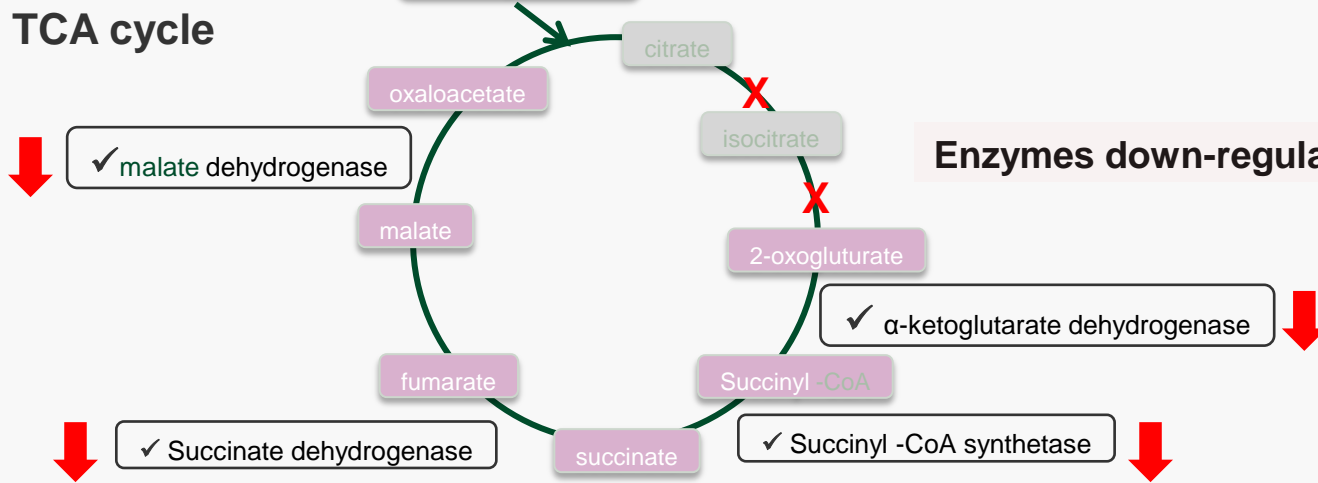 TCA cycle
citrate
oxaloacetate
X
isocitrate
✓malate dehydrogenase
Enzymes down-regula
X
malate
2-oxogluturate
✓ α-ketoglutarate dehydrogenase
fumarate
Succinyl -CoA
✓ Succinate dehydrogenase
succinate
✓ Succinyl -CoA synthetase